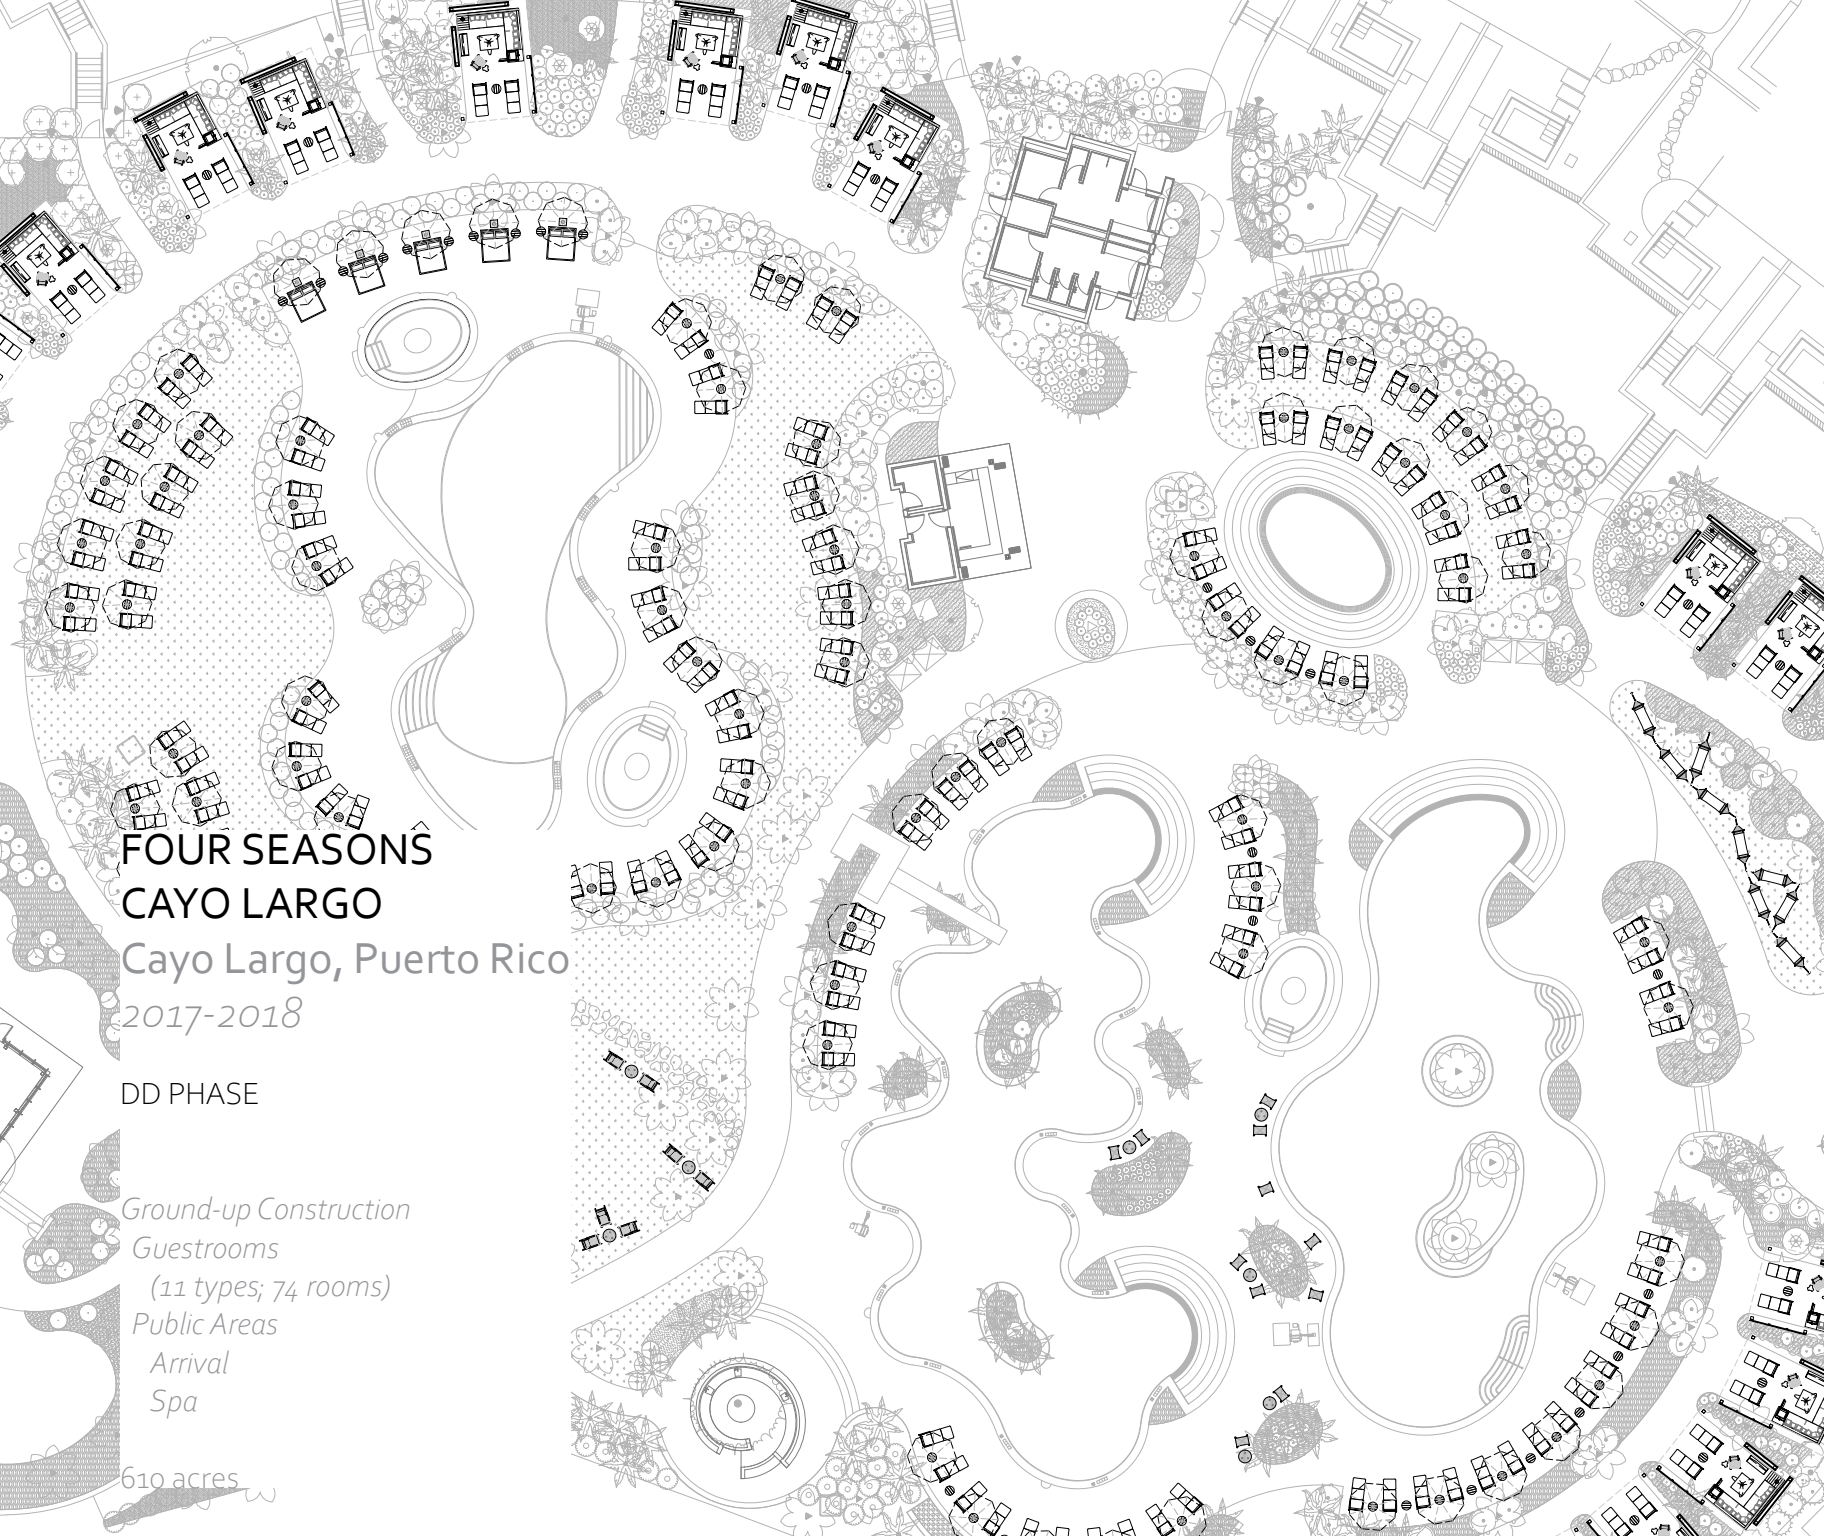 FOUR SEASONS
CAYO LARGO
Cayo Largo, Puerto Rico
2017-2018
DD PHASE
Ground-up Construction
Guestrooms
(11 types; 74 rooms)
Public Areas
Arrival
Spa
610 acres